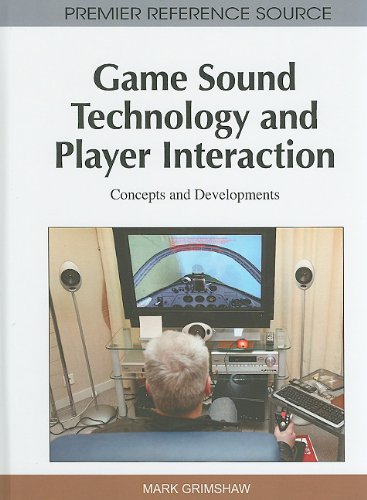 PREMIER REFERENCE SOURCE
Game Sound
Technology and
Player Interaction
Concepts and Developments
MARK GRIMSHAW